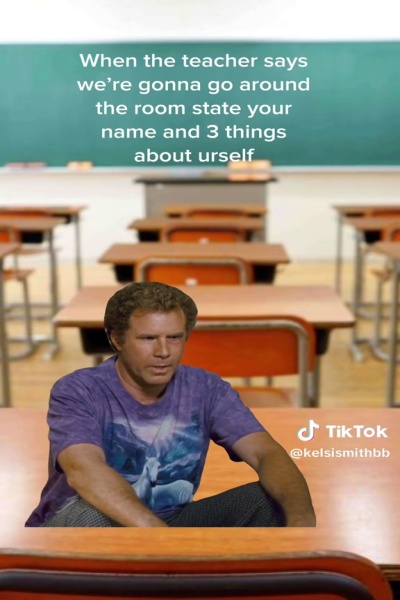 When the teacher says
we’re gonna go around
the room state your
name and 3 things
about urself
TikTok
@kelsismithbb